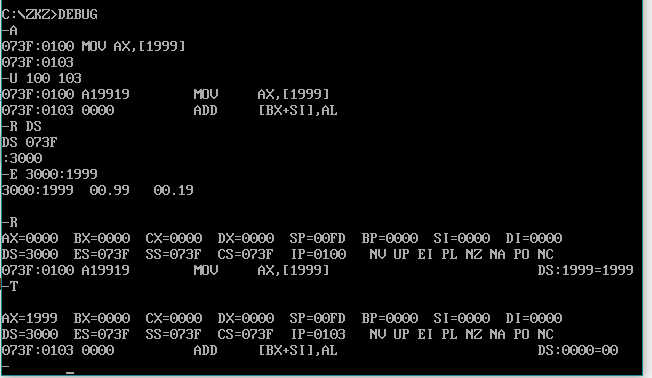 C:\ZKZ>DEBUG
-A
073F:0100 MOV AX,[1999]
073F:0103
-U 100 103
073F:0100 A19919        MOV     AX,[1999]
073F:0103 0000          ADD     [BX+SI],AL
-R DS
DS 073F
:3000
-E 3000:1999
3000:1999  00.99   00.19
-R
AX=0000  BX=0000  CX=0000  DX=0000  SP=00FD  BP=0000  SI=0000  DI=0000
DS=3000  ES=073F  SS=073F  CS=073F  IP=0100   NV UP EI PL NZ NA PO NC
073F:0100 A19919        MOV     AX,[1999]                          DS:1999=1999
-T
AX=1999  BX=0000  CX=0000  DX=0000  SP=00FD  BP=0000  SI=0000  DI=0000
DS=3000  ES=073F  SS=073F  CS=073F  IP=0103   NV UP EI PL NZ NA PO NC
073F:0103 0000          ADD     [BX+SI],AL                         DS:0000=00
-       _